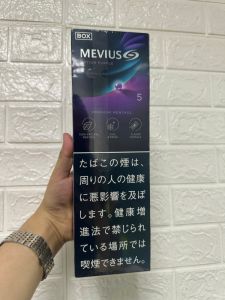 BOX
MEVIUS
5
たばこの煙は、
周りの人の健康
に悪影響を及ぼ
します。健康増
進法で禁じられ
ている場所では
喫煙できません。